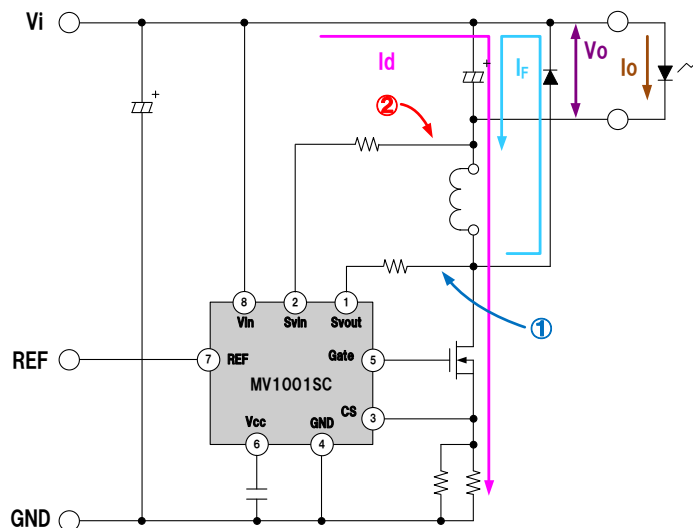 Vi
Id
IF
Vo
Io
+
+
②
①
8
2
1
Vin
Svin
Svout
REF
7
REF
Gate
5
MV1001SC
CS
3
Vcc
GND
6
4
GND